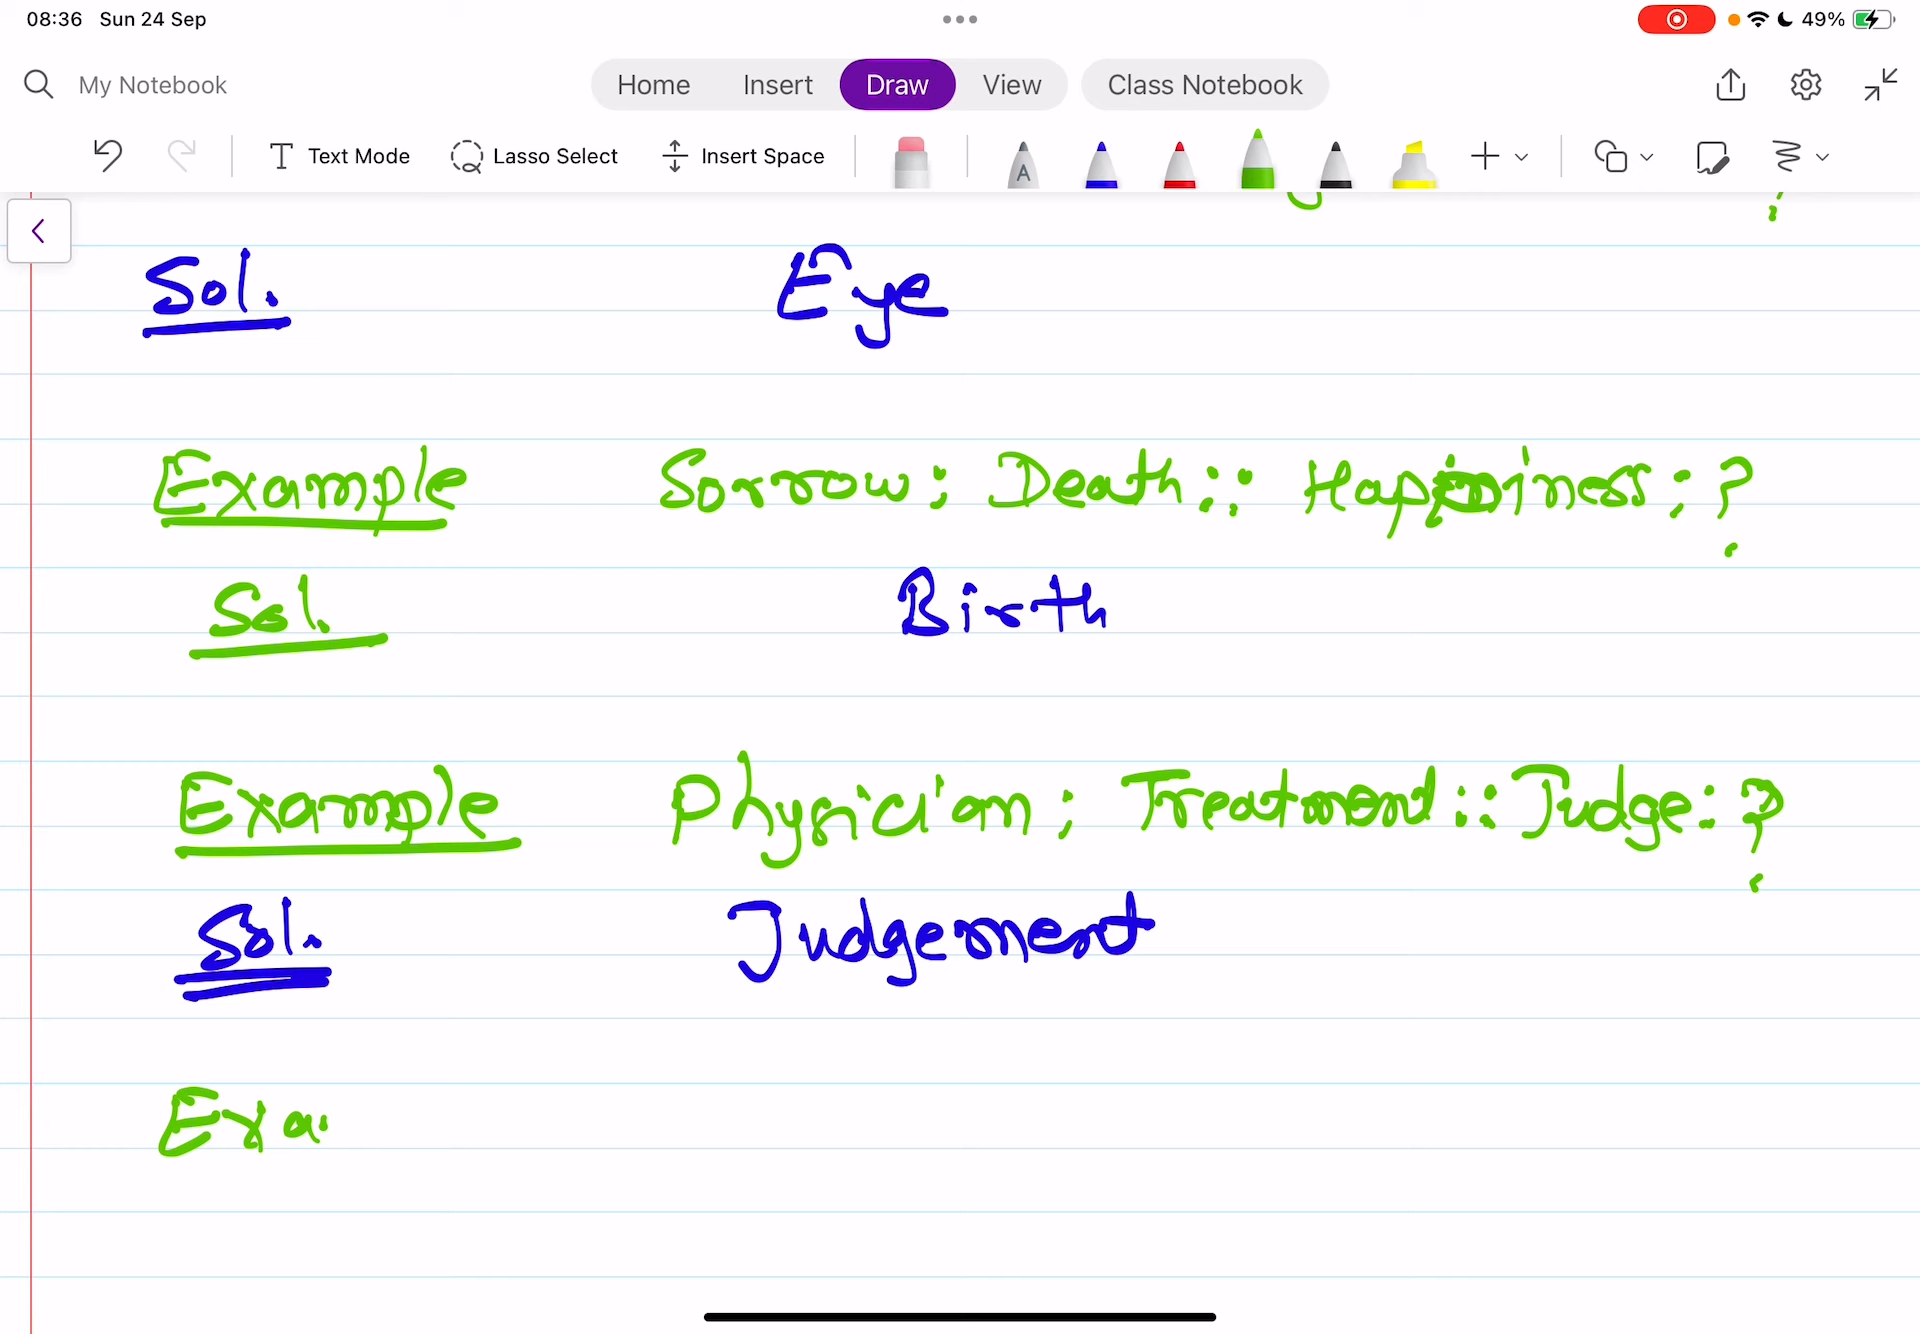 08:36 Sun 24 Sep 49%
My Notebook Home Insert Draw View Class Notebook
Text Mode Lasso Select Insert Space A
Sol. Eye
Example Sorrow : Death :: Happiness : ?
Sol. Birth
Example Physician : Treatment :: Judge : ?
Sol. Judgement
Exa